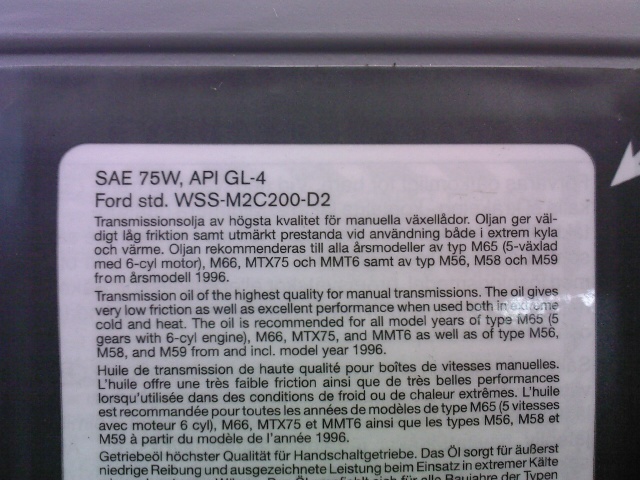 SAE 75W, API GL-4
Ford std. WSS-M2C200-D2
Transmissionsolja av högsta kvalitet för manuella växellådor. Oljan ger väl-
digt låg friktion samt utmärkt prestanda vid användning både i extrem kyla
och värme. Oljan rekommenderas till alla årsmodeller av typ M65 (5-växlad
med 6-cyl motor), M66, MTX75 och MMT6 samt av typ M56, M58 och M59
from årsmodell 1996.
Transmission oil of the highest quality for manual transmissions. The oil gives
very low friction as well as excellent performance when used both in extreme
cold and heat. The oil is recommended for all model years of type M65 (5
gears with 6-cyl engine), M66, MTX75, and MMT6 as well as of type M56,
M58, and M59 from and incl. model year 1996.
Huile de transmission de haute qualité pour boîtes de vitesses manuelles.
L'huile offre une très faible friction ainsi que de très belles performances
lorsqu'utilisée dans des conditions de froid ou de chaleur extrêmes. L'huile
est recommandée pour toutes les années de modèles de type M65 (5 vitesses
avec moteur 6 cyl), M66, MTX75 et MMT6 ainsi que les types M56, M58 et
M59 à partir du modèle de l'année 1996.
Getriebeöl höchster Qualität für Handschaltgetriebe. Das Öl sorgt für äußerst
niedrige Reibung und ausgezeichnete Leistung beim Einsatz in extremer Kälte